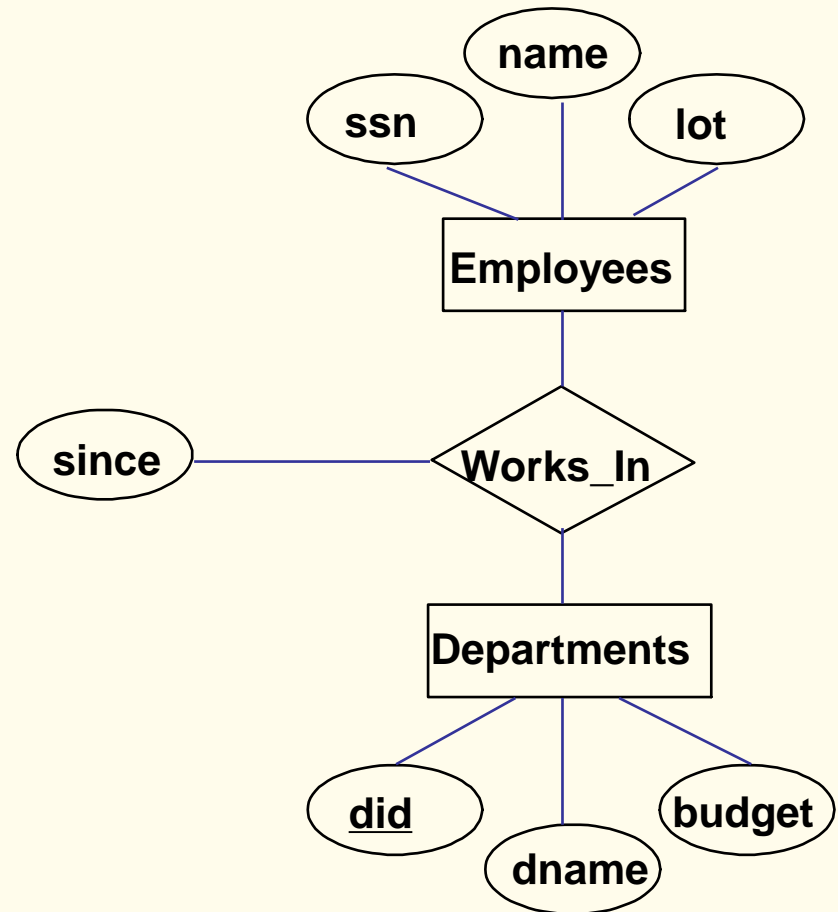 name
ssn
lot
Employees
since
Works_In
Departments
did
budget
dname